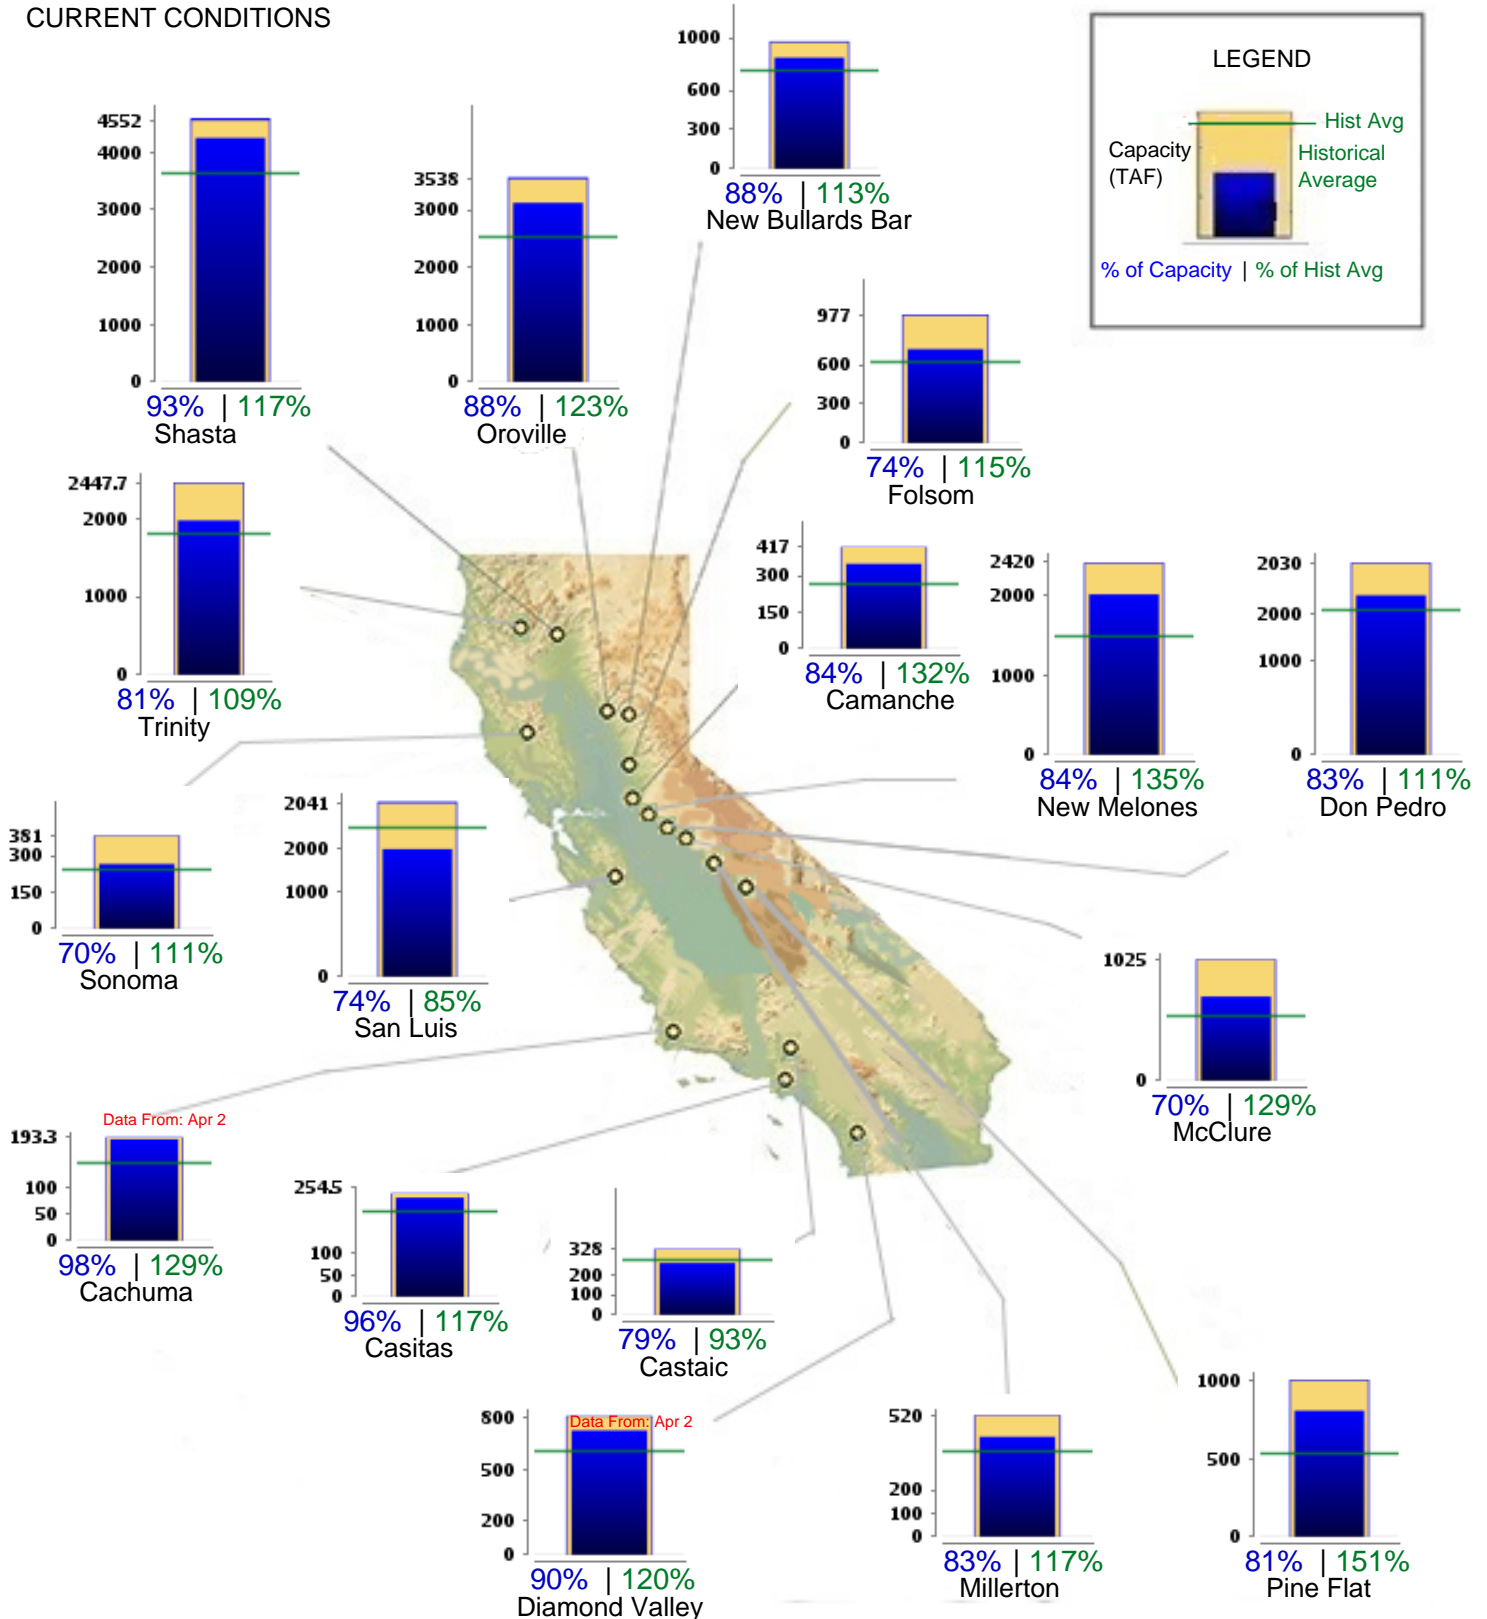 CURRENT CONDITIONS
1000
600
300
0
88% | 113%
New Bullards Bar
LEGEND
Hist Avg
Capacity
(TAF)
Historical
Average
% of Capacity | % of Hist Avg
4552
4000
3000
2000
1000
0
93% | 117%
Shasta
3538
3000
2000
1000
0
88% | 123%
Oroville
977
600
300
0
74% | 115%
Folsom
2447.7
2000
1000
0
81% | 109%
Trinity
417
300
150
0
84% | 132%
Camanche
2420
2000
1000
0
84% | 135%
New Melones
2030
2000
1000
0
83% | 111%
Don Pedro
381
300
150
0
70% | 111%
Sonoma
2041
2000
1000
0
74% | 85%
San Luis
1025
0
70% | 129%
McClure
Data From: Apr 2
193.3
100
50
0
98% | 129%
Cachuma
254.5
100
50
0
96% | 117%
Casitas
328
200
100
0
79% | 93%
Castaic
Data From: Apr 2
800
500
200
0
90% | 120%
Diamond Valley
520
200
100
0
83% | 117%
Millerton
1000
500
0
81% | 151%
Pine Flat